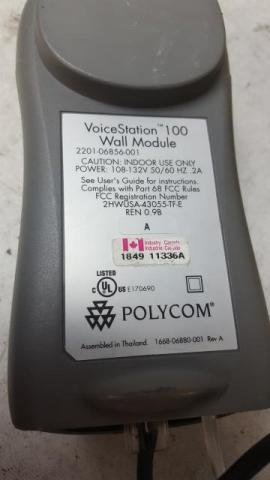 VoiceStation™ 100
Wall Module
2201-06856-001
CAUTION: INDOOR USE ONLY
POWER: 108-132V 50/60 HZ .2A
See User's Guide for instructions.
Complies with Part 68 FCC Rules
FCC Registration Number
2HWUSA-43055-TF-E
REN 0.9B
A
Industry Canada
Industrie Canada
1849 11336A
LISTED
C UL US E170690
POLYCOM®
Assembled in Thailand. 1668-06880-001 Rev A